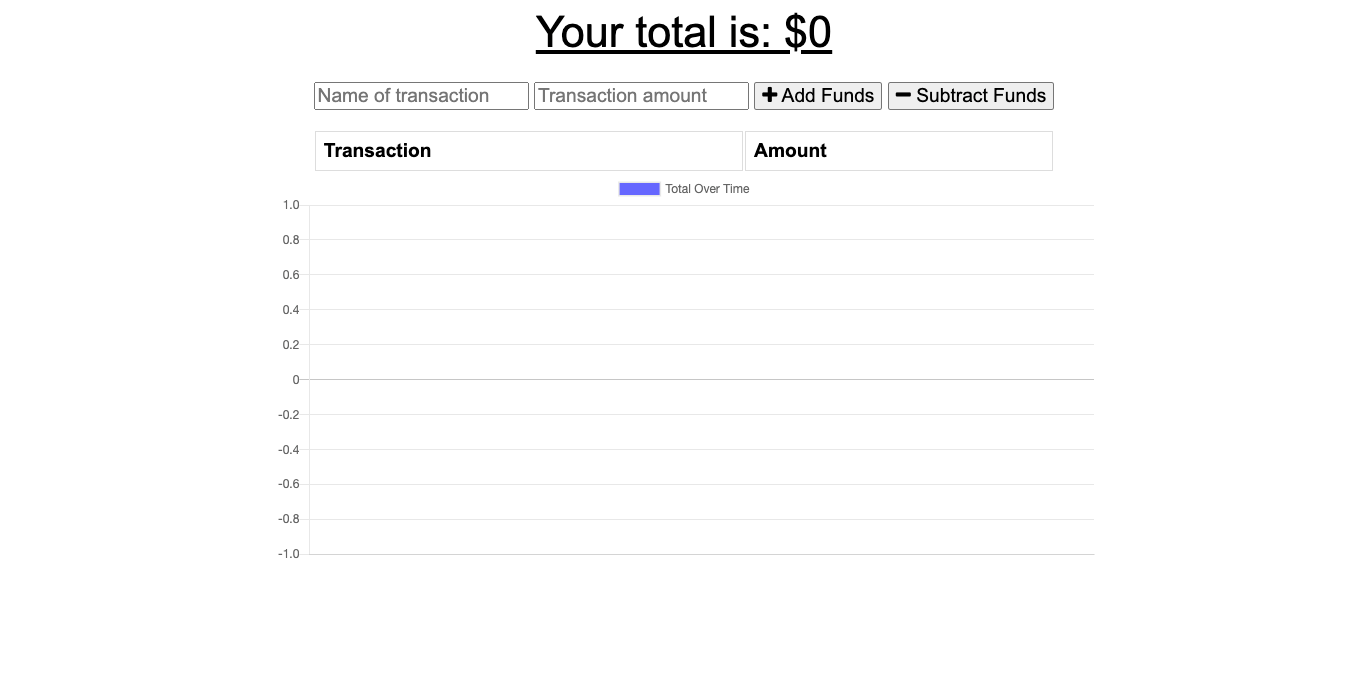 Your total is: $0
Name of transaction Transaction amount Add Funds Subtract Funds
Transaction Amount
Total Over Time
1.0
0.8
0.6
0.4
0.2
0
-0.2
-0.4
-0.6
-0.8
-1.0